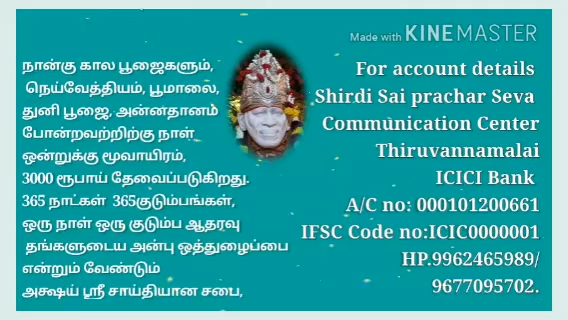 Made with KINEMASTER
நான்கு கால பூஜைகளும்,
நெய்வேத்தியம், பூமாலை,
துனி பூஜை, அன்னதானம்
போன்றவற்றிற்கு நாள்
ஒன்றுக்கு மூவாயிரம்,
3000 ரூபாய் தேவைப்படுகிறது.
365 நாட்கள் 365குடும்பங்கள்,
ஒரு நாள் ஒரு குடும்ப ஆதரவு
தங்களுடைய அன்பு ஒத்துழைப்பை
என்றும் வேண்டும்
அக்ஷய ஸ்ரீ சாய்தியான சபை,
For account details
Shirdi Sai prachar Seva
Communication Center
Thiruvannamalai
ICICI Bank
A/C no: 000101200661
IFSC Code no:ICIC0000001
HP.9962465989/
9677095702.